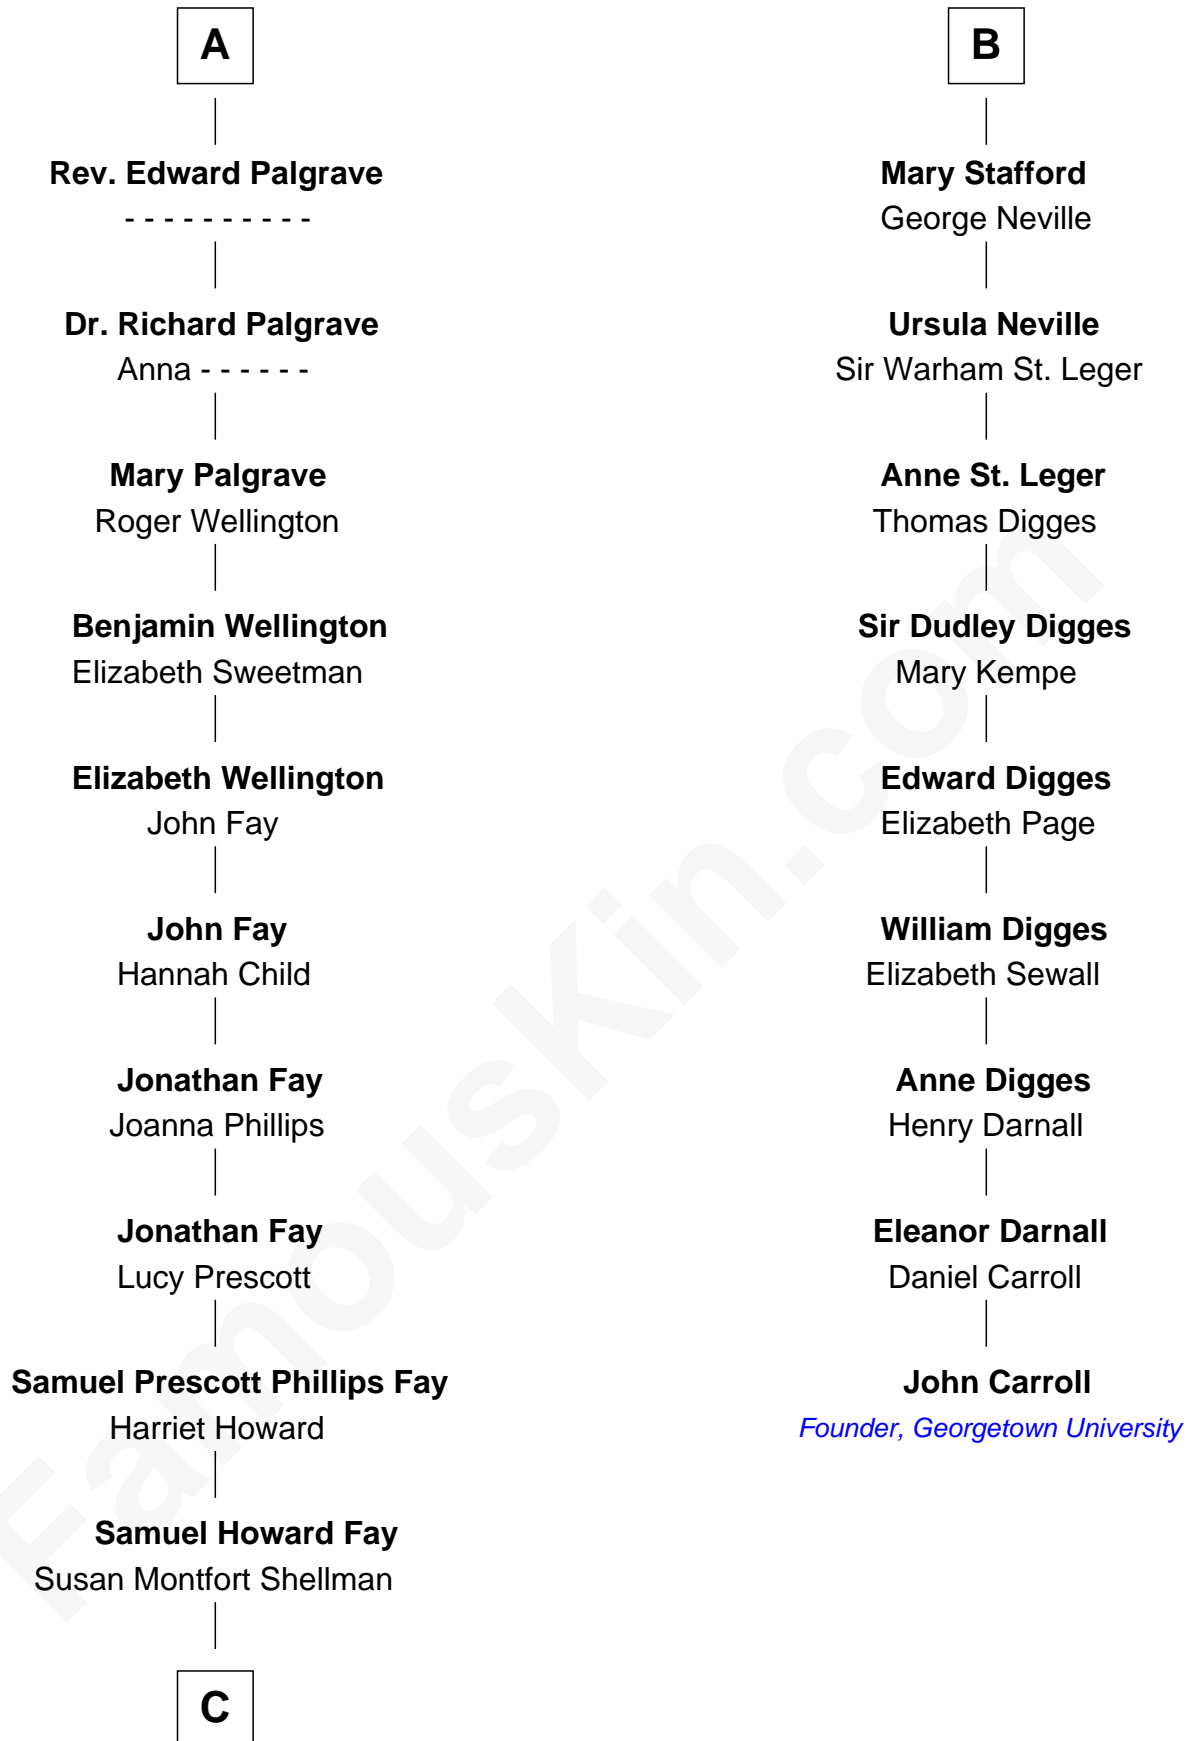 A
Rev. Edward Palgrave
- - - - - - - - - -
Dr. Richard Palgrave
Anna - - - - - -
Mary Palgrave
Roger Wellington
Benjamin Wellington
Elizabeth Sweetman
Elizabeth Wellington
John Fay
John Fay
Hannah Child
Jonathan Fay
Joanna Phillips
Jonathan Fay
Lucy Prescott
Samuel Prescott Phillips Fay
Harriet Howard
Samuel Howard Fay
Susan Montfort Shellman
C
B
Mary Stafford
George Neville
Ursula Neville
Sir Warham St. Leger
Anne St. Leger
Thomas Digges
Sir Dudley Digges
Mary Kempe
Edward Digges
Elizabeth Page
William Digges
Elizabeth Sewall
Anne Digges
Henry Darnall
Eleanor Darnall
Daniel Carroll
John Carroll
Founder, Georgetown University
FamousKin.com